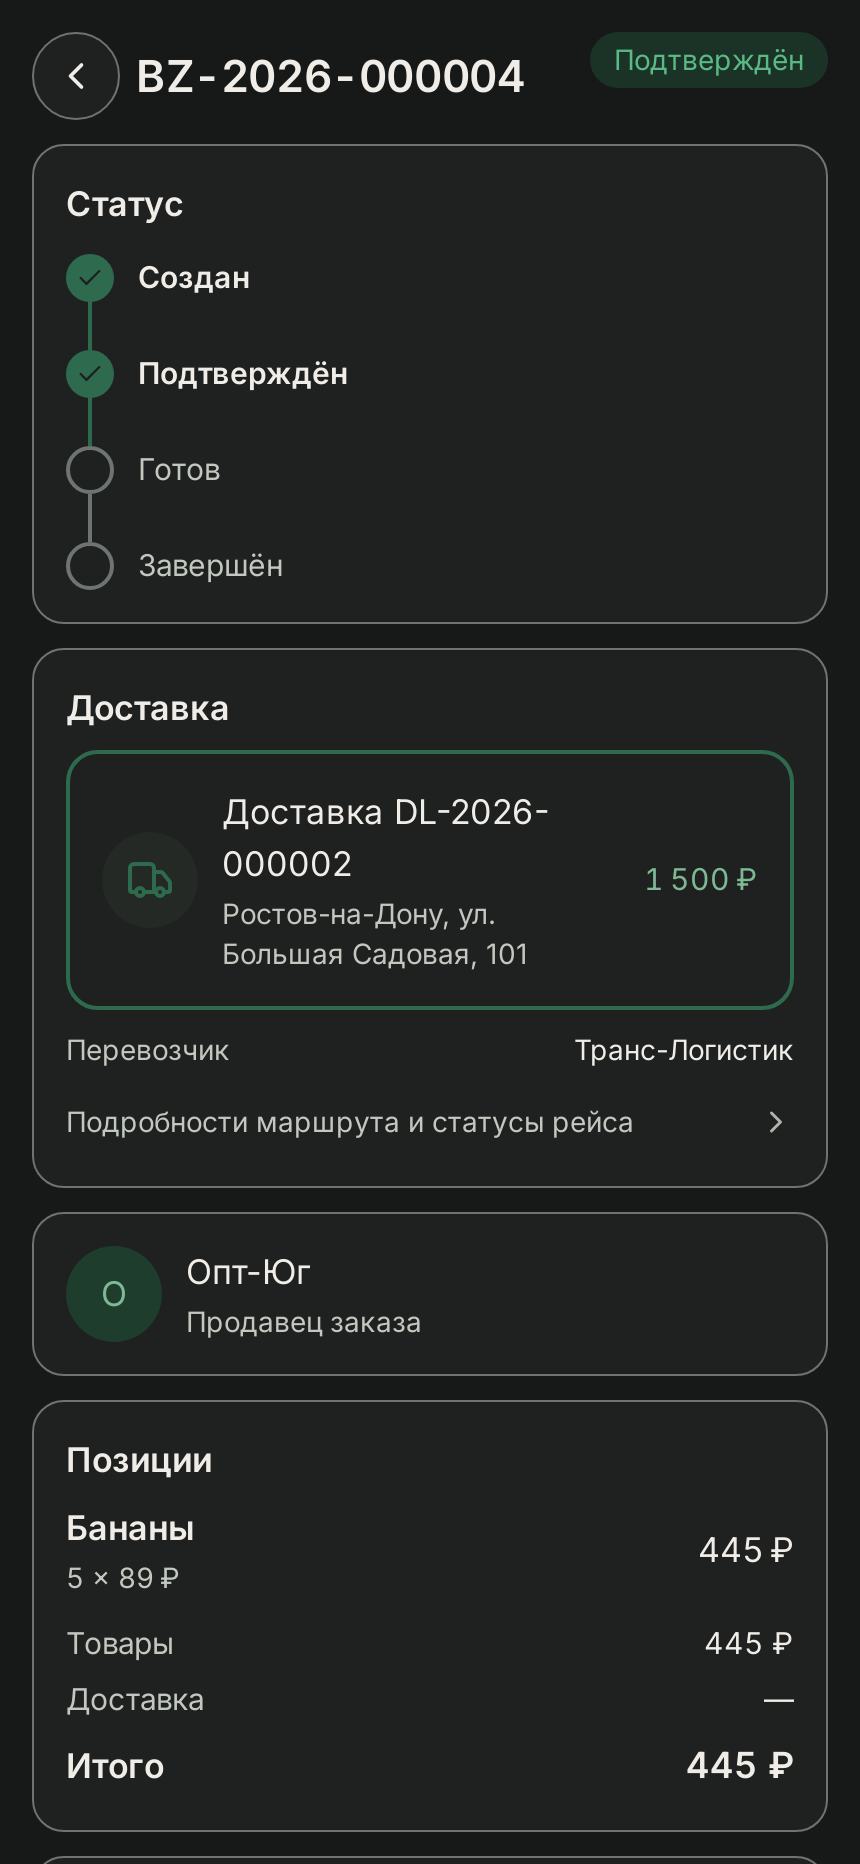 BZ-2026-000004
Подтверждён
Статус
Создан
Подтверждён
Готов
Завершён
Доставка
Доставка DL-2026-
000002
1 500 ₽
Ростов-на-Дону, ул.
Большая Садовая, 101
Перевозчик
Транс-Логистик
Подробности маршрута и статусы рейса
О
Опт-Юг
Продавец заказа
Позиции
Бананы
445 ₽
5 × 89 ₽
Товары
445 ₽
Доставка
—
Итого
445 ₽